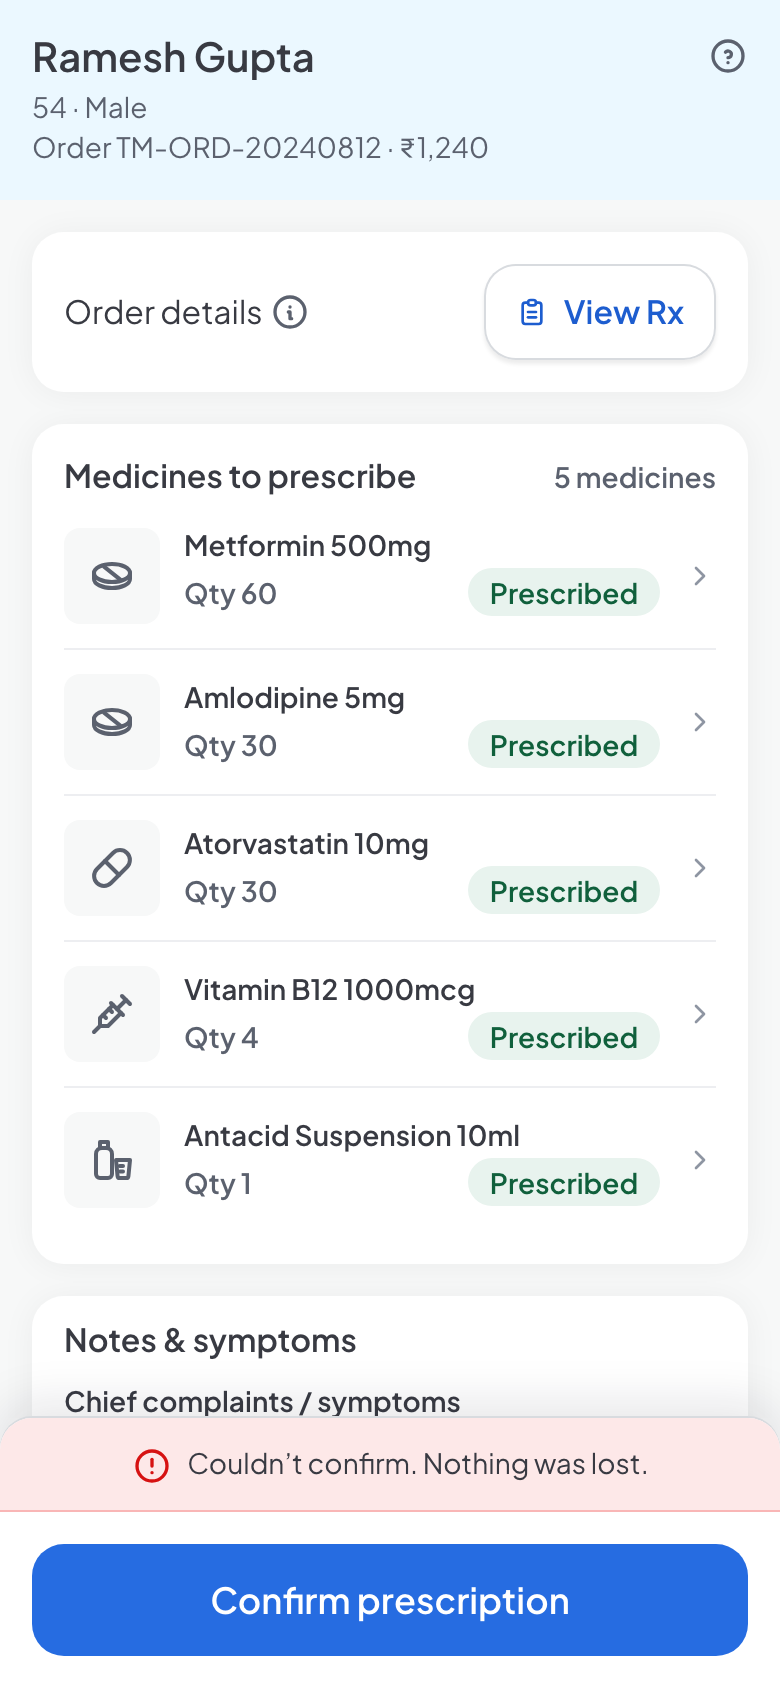 Ramesh Gupta
54 · Male
Order TM-ORD-20240812 · ₹1,240
Order details
View Rx
Medicines to prescribe
5 medicines
Metformin 500mg
Qty 60
Prescribed
Amlodipine 5mg
Qty 30
Prescribed
Atorvastatin 10mg
Qty 30
Prescribed
Vitamin B12 1000mcg
Qty 4
Prescribed
Antacid Suspension 10ml
Qty 1
Prescribed
Notes & symptoms
Chief complaints / symptoms
Couldn’t confirm. Nothing was lost.
Confirm prescription